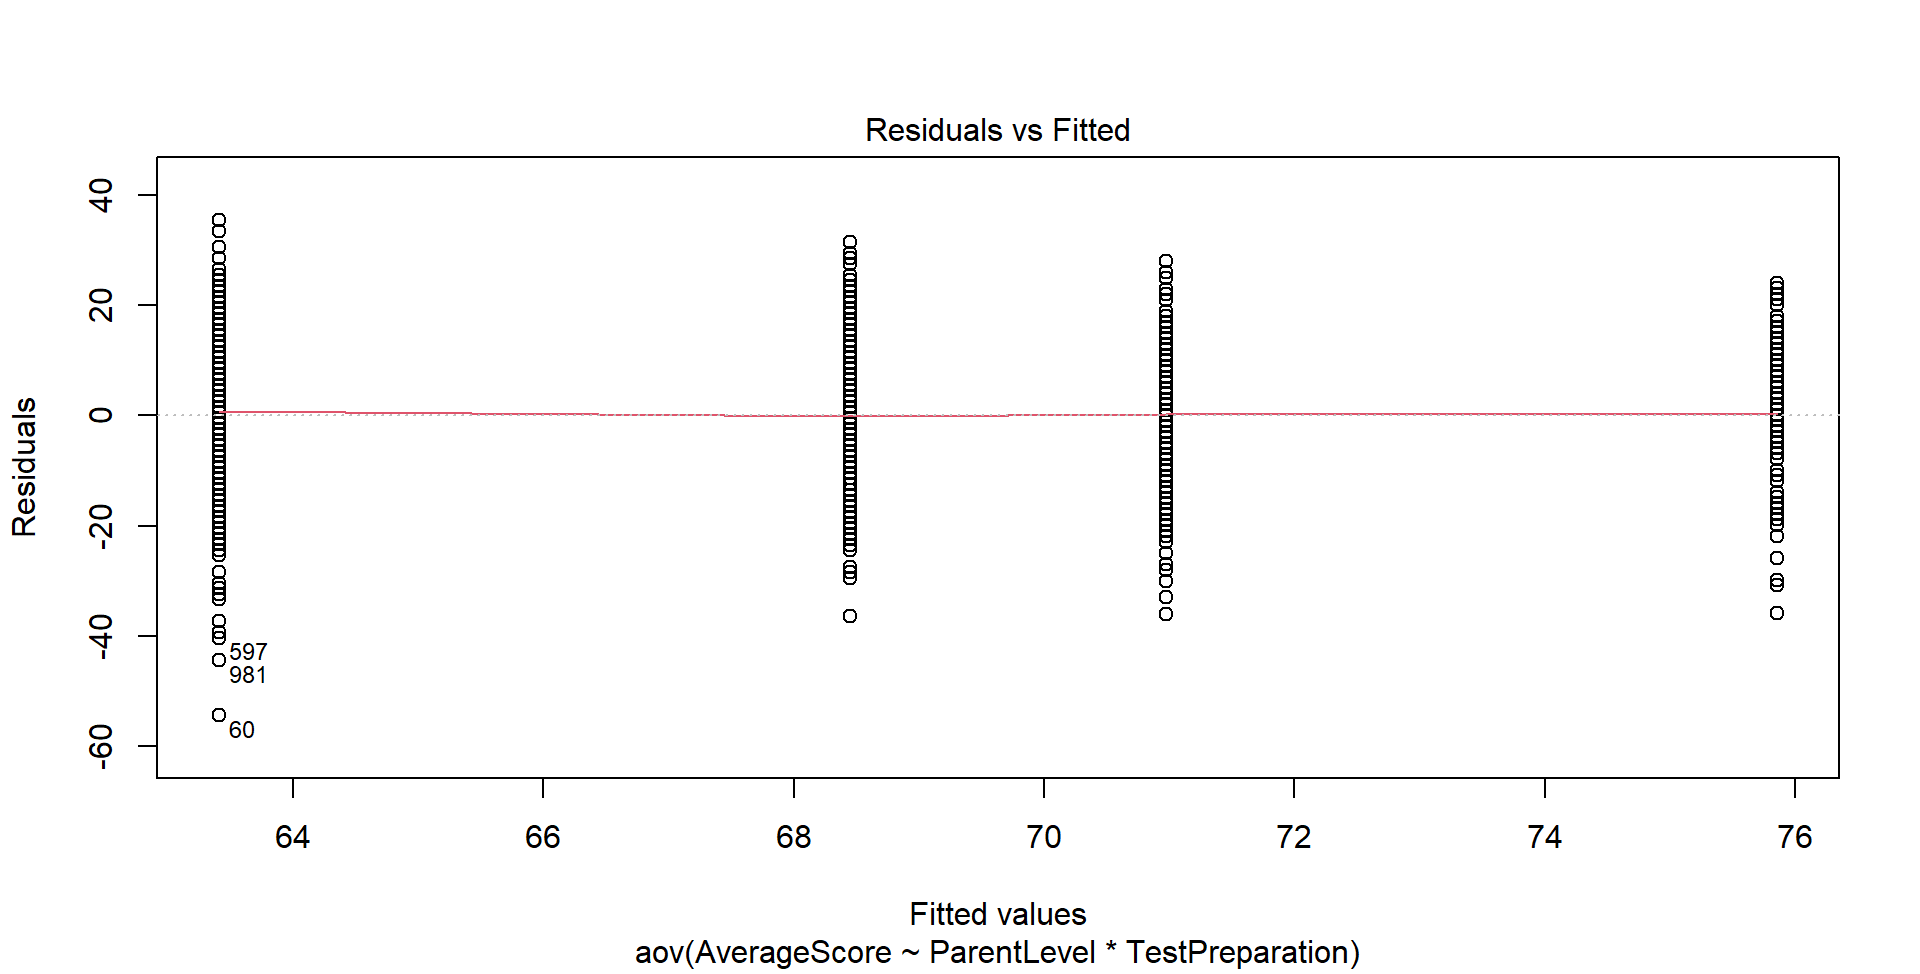 Residuals vs Fitted
40
20
0
-20
-40
-60
Residuals
597
981
60
64 66 68 70 72 74 76
Fitted values
aov(AverageScore ~ ParentLevel * TestPreparation)